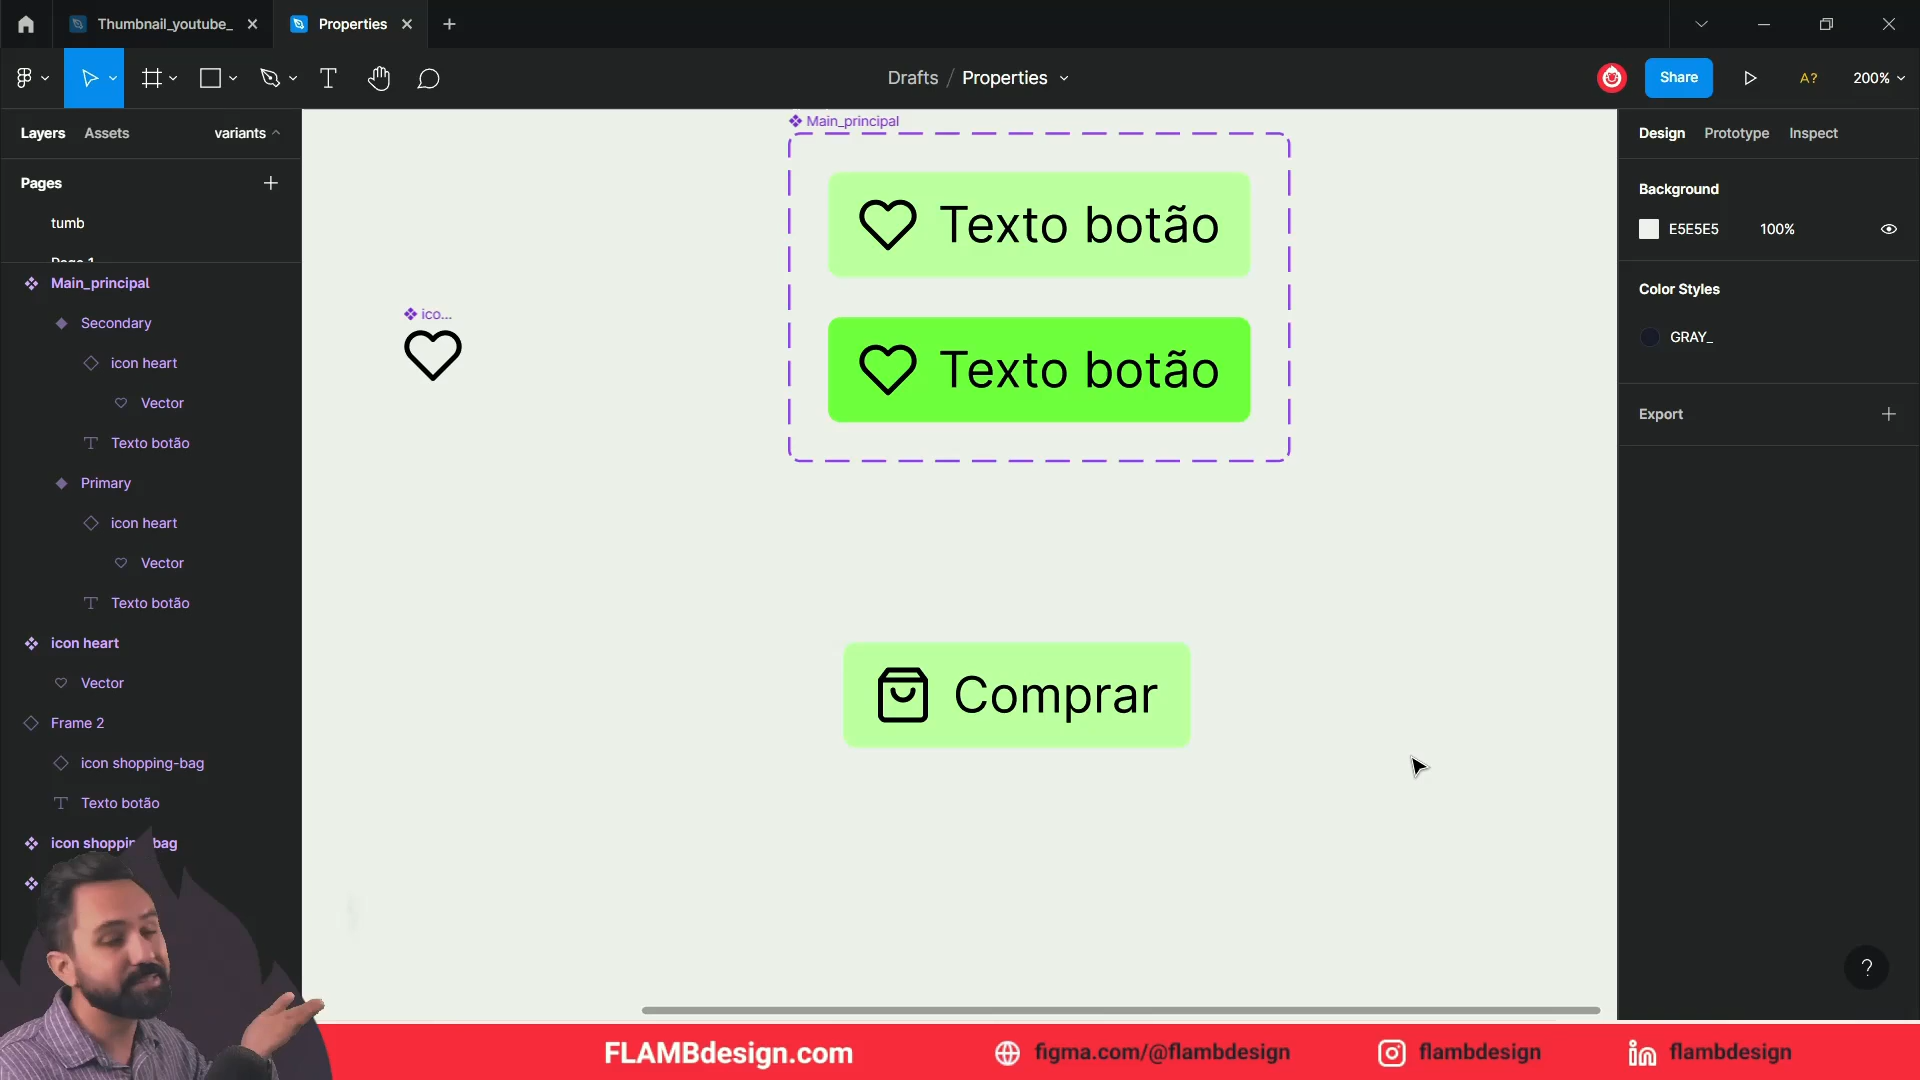 Thumbnail_youtube_
Properties
Drafts / Properties
Share
A?
200%
Layers
Assets
variants
Pages
tumb
Main_principal
Secondary
icon heart
Vector
Texto botão
Primary
icon heart
Vector
Texto botão
icon heart
Vector
Frame 2
icon shopping-bag
Texto botão
Main_principal
Texto botão
Texto botão
ico...
Comprar
Design
Prototype
Inspect
Background
E5E5E5
100%
Color Styles
GRAY_
Export
?
FLAMBdesign.com
figma.com/@flambdesign
flambdesign
flambdesign